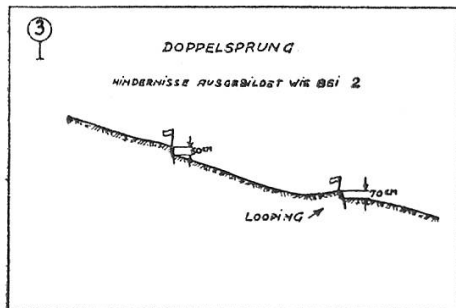 3
DOPPELSPRUNG
HINDERNISSE AUSGEBILDET WIE BEI 2
50cm
70cm
LOOPING